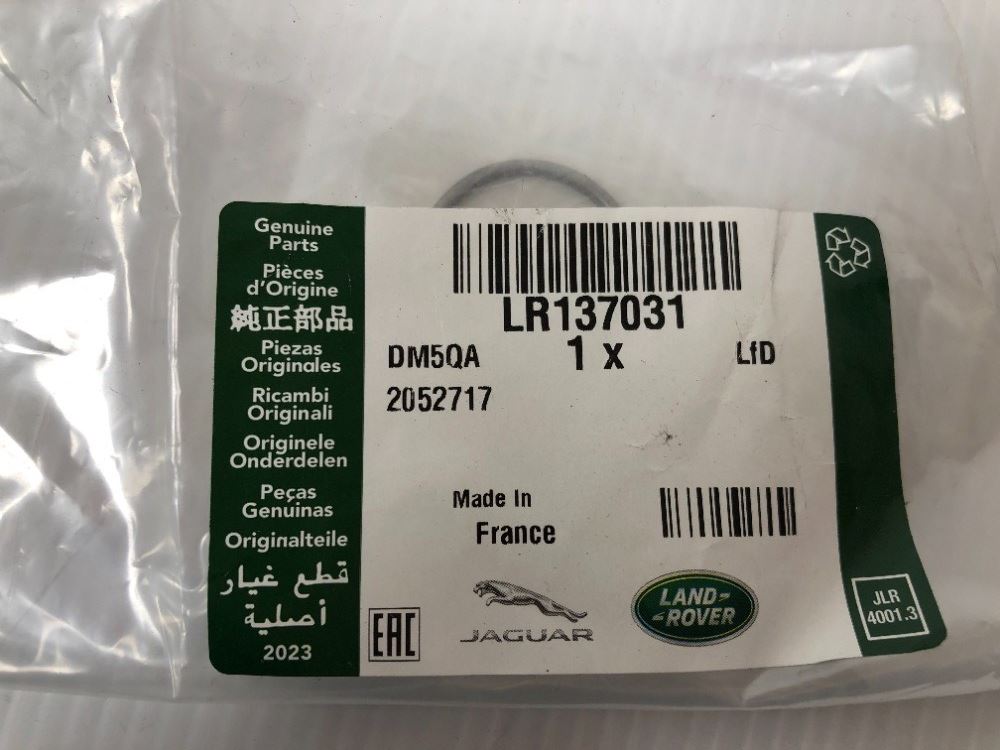 Genuine
Parts
Pièces
d'Origine
純正部品
Piezas
Originales
Ricambi
Originali
Originele
Onderdelen
Peças
Genuinas
Originalteile
قطع غيار
أصلية
2023
LR137031
DM5QA
1 x
LfD
2052717
Made In
France
EAC
JAGUAR
LAND-
-ROVER
JLR
4001.3